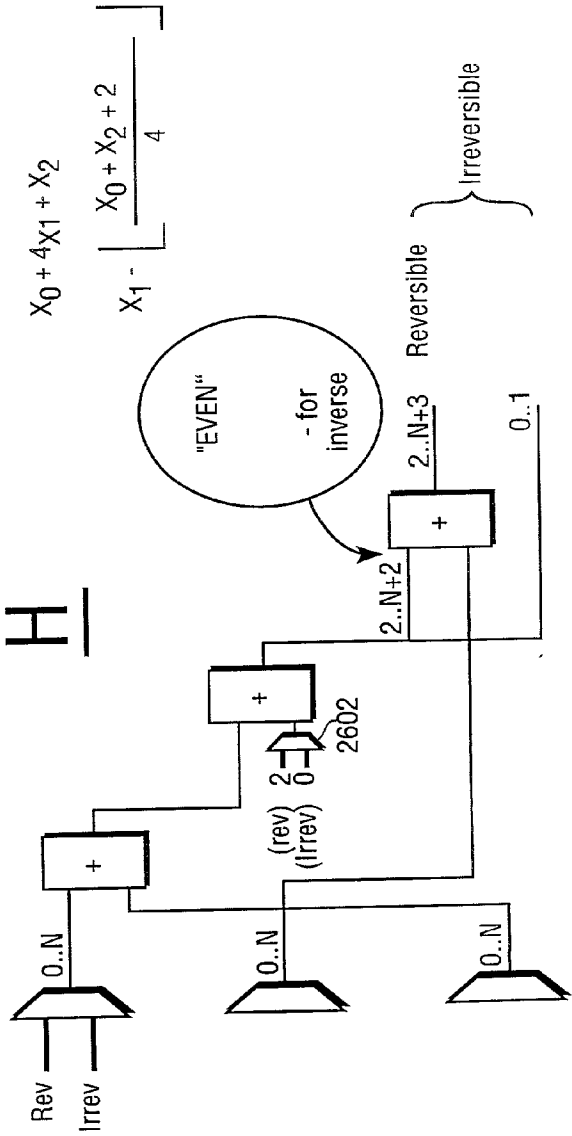 H
X0 + 4X1 + X2
X1 - ⌊ X0 + X2 + 2 / 4 ⌋
"EVEN"
- for
inverse
Rev
Irrev
0..N
+
(rev) 2
(Irrev) 0
2602
+
0..N
2..N+2
+
2..N+3
Reversible
Irreversible
0..1
0..N